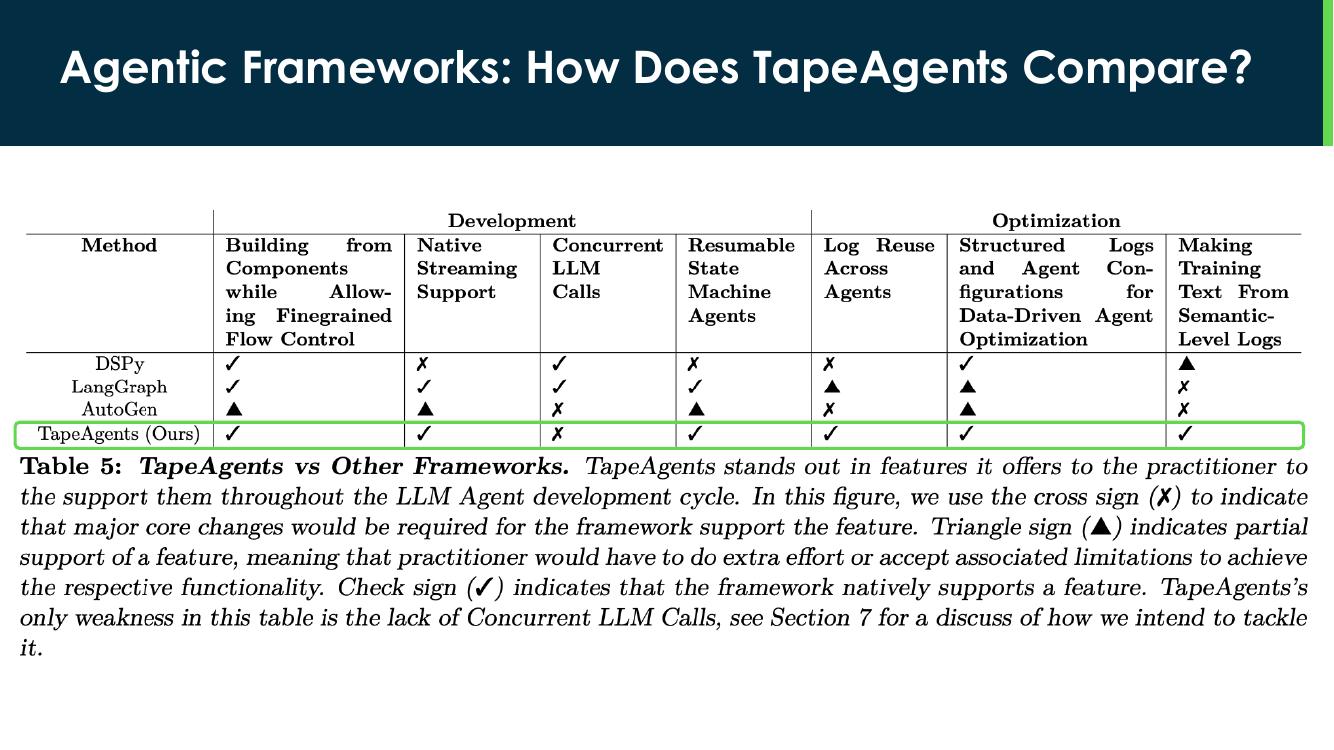 Agentic Frameworks: How Does TapeAgents Compare?
Development Optimization
Method Building from Native Concurrent Resumable Log Reuse Structured Logs Making
Components Streaming LLM State Across and Agent Con- Training
while Allow- Support Calls Machine Agents figurations for Text From
ing Finegrained Agents Data-Driven Agent Semantic-
Flow Control Optimization Level Logs
DSPy ✓ ✗ ✓ ✗ ✗ ✓ ▲
LangGraph ✓ ✓ ✓ ✓ ▲ ▲ ✗
AutoGen ▲ ▲ ✗ ▲ ✗ ▲ ✗
TapeAgents (Ours) ✓ ✓ ✗ ✓ ✓ ✓ ✓
Table 5: TapeAgents vs Other Frameworks. TapeAgents stands out in features it offers to the practitioner to
the support them throughout the LLM Agent development cycle. In this figure, we use the cross sign (✗) to indicate
that major core changes would be required for the framework support the feature. Triangle sign (▲) indicates partial
support of a feature, meaning that practitioner would have to do extra effort or accept associated limitations to achieve
the respective functionality. Check sign (✓) indicates that the framework natively supports a feature. TapeAgents's
only weakness in this table is the lack of Concurrent LLM Calls, see Section 7 for a discuss of how we intend to tackle
it.